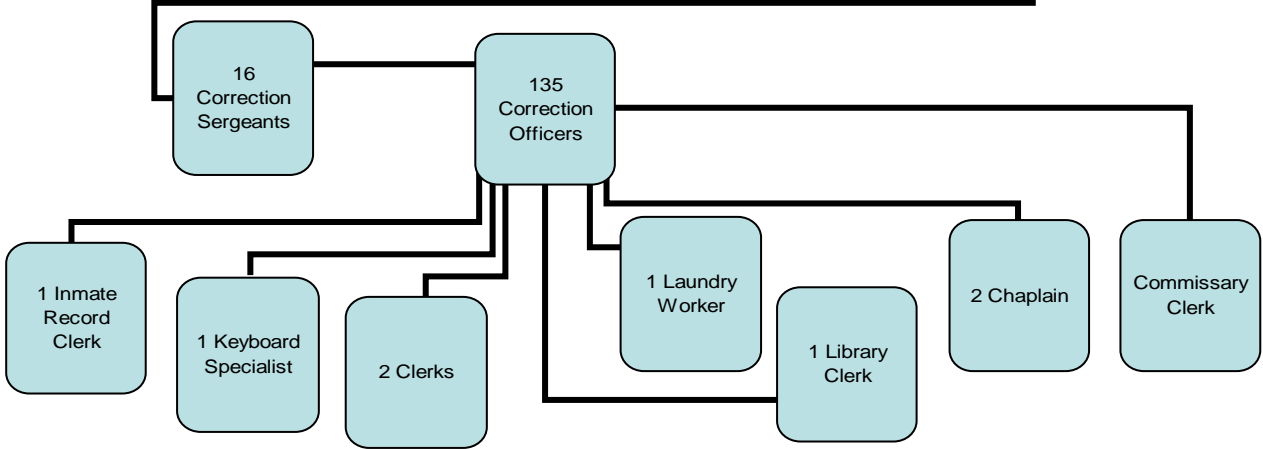 16
Correction
Sergeants
135
Correction
Officers
1 Inmate
Record
Clerk
1 Keyboard
Specialist
2 Clerks
1 Laundry
Worker
1 Library
Clerk
2 Chaplain
Commissary
Clerk